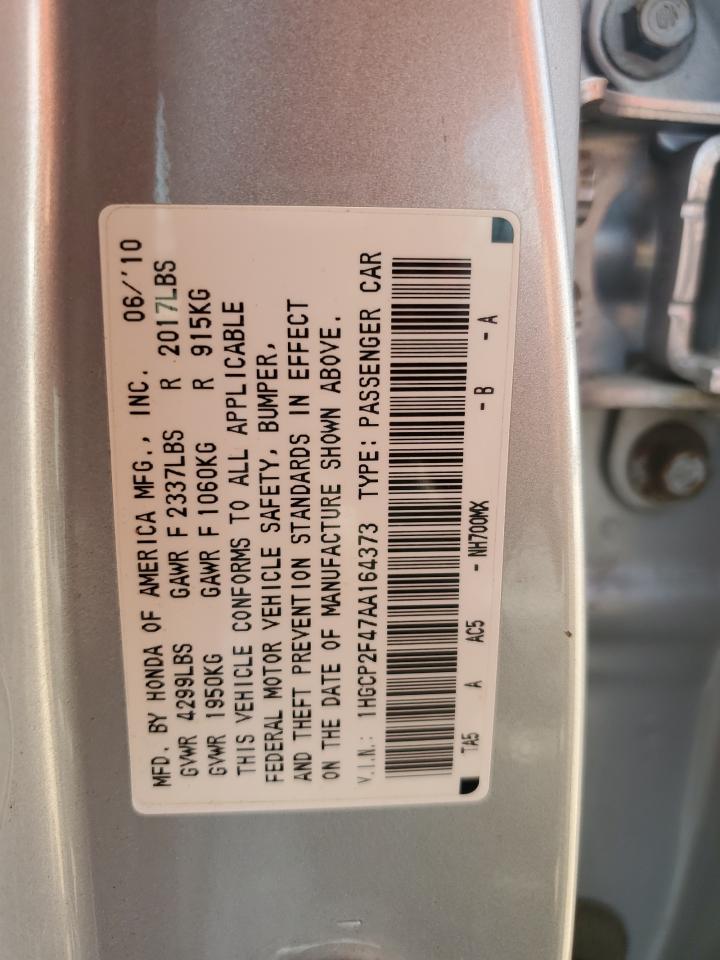 MFD. BY HONDA OF AMERICA MFG., INC. 06/'10
GVWR 4299LBS GAWR F 2337LBS R 2017LBS
GVWR 1950KG GAWR F 1060KG R 915KG
THIS VEHICLE CONFORMS TO ALL APPLICABLE
FEDERAL MOTOR VEHICLE SAFETY, BUMPER,
AND THEFT PREVENTION STANDARDS IN EFFECT
ON THE DATE OF MANUFACTURE SHOWN ABOVE.
V.I.N.: 1HGCP2F47AA164373 TYPE: PASSENGER CAR
TA5 A AC5 - NH700MX - B - A